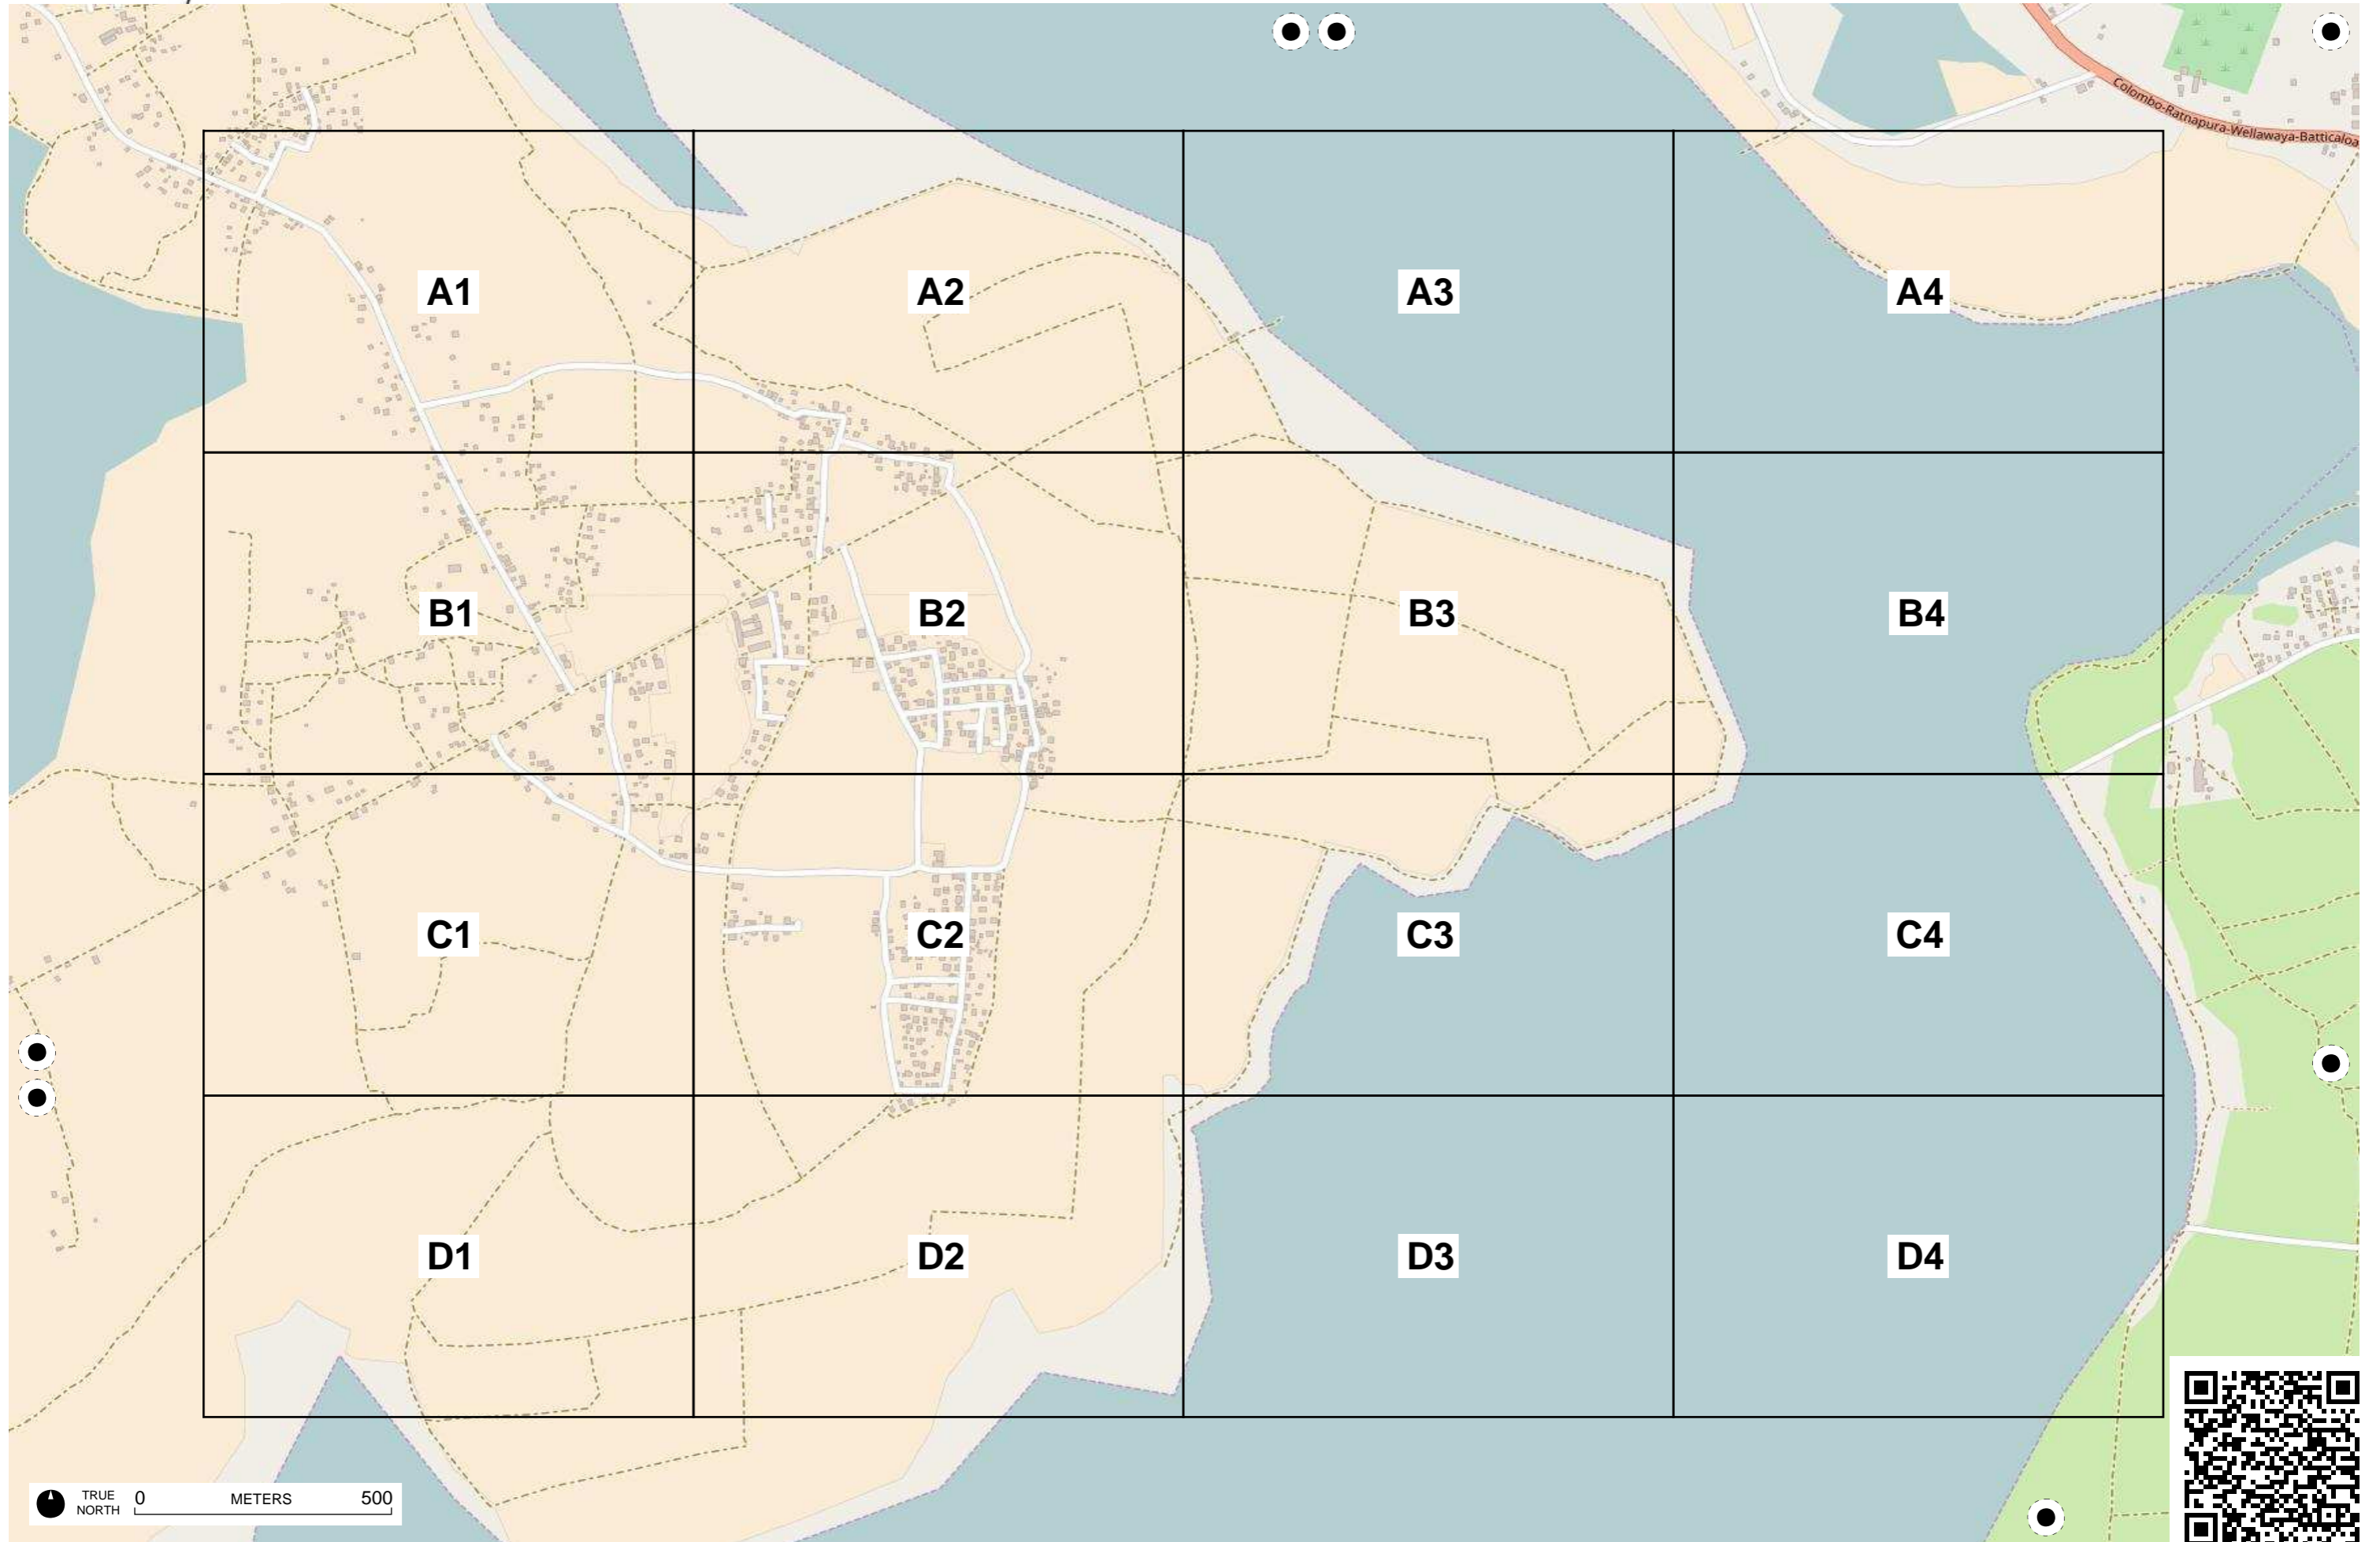 Colombo-Ratnapura-Wellawaya-Batticaloa
A1 A2 A3 A4
B1 B2 B3 B4
C1 C2 C3 C4
D1 D2 D3 D4
TRUE NORTH
0 METERS 500